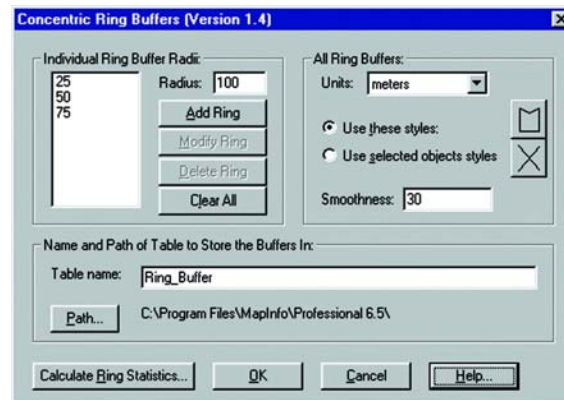 Concentric Ring Buffers (Version 1.4)
Individual Ring Buffer Radii:
25
50
75
Radius: 100
Add Ring
Modify Ring
Delete Ring
Clear All
All Ring Buffers:
Units: meters
Use these styles:
Use selected objects styles
Smoothness: 30
Name and Path of Table to Store the Buffers In:
Table name: Ring_Buffer
Path... C:\Program Files\MapInfo\Professional 6.5\
Calculate Ring Statistics... OK Cancel Help...